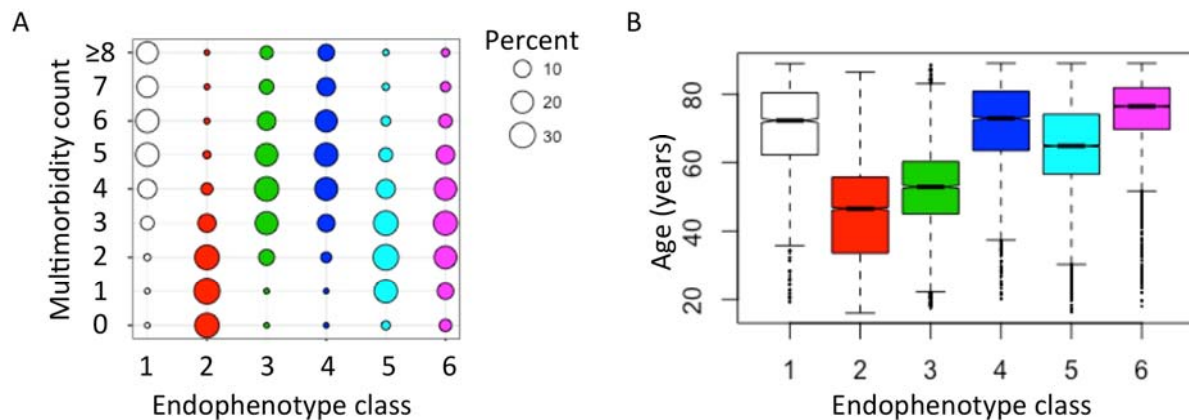 A
Multimorbidity count
≥8
7
6
5
4
3
2
1
0
1 2 3 4 5 6
Endophenotype class
Percent
10
20
30
B
Age (years)
80
60
40
20
1 2 3 4 5 6
Endophenotype class